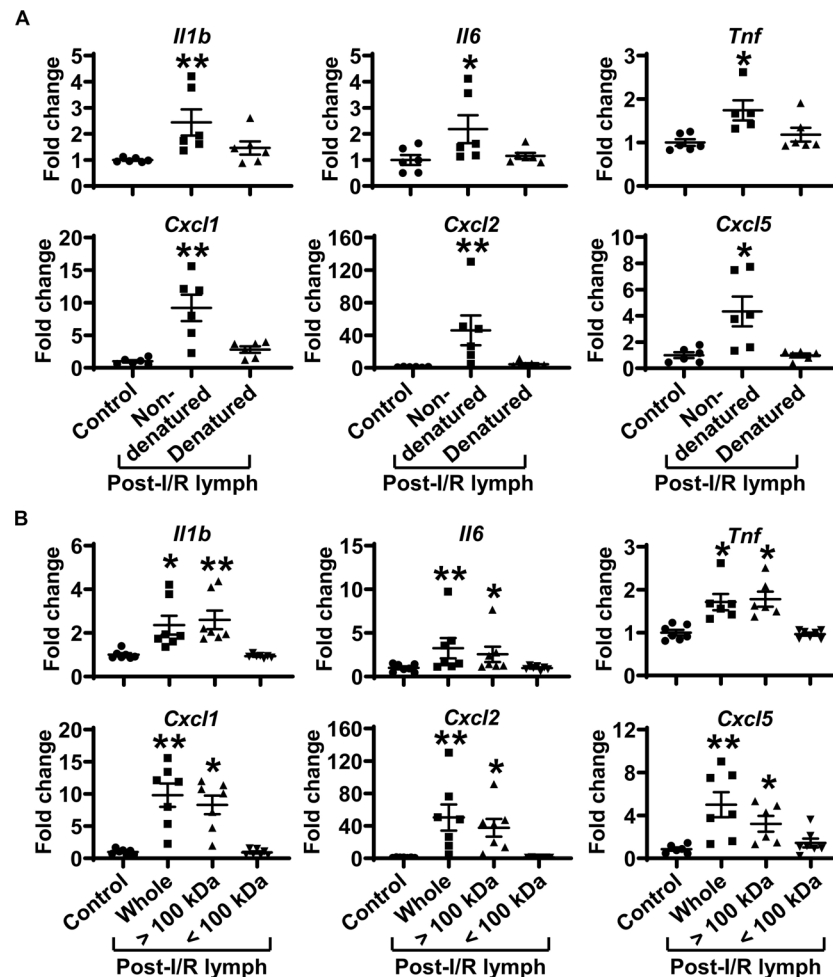 A
Il1b
Il6
Tnf
**
*
*
Fold change
5
4
3
2
1
0
Fold change
5
4
3
2
1
0
Fold change
3
2
1
0
Cxcl1
Cxcl2
Cxcl5
**
**
*
Fold change
20
15
10
5
0
Fold change
160
120
80
40
0
Fold change
10
8
6
4
2
0
Control
Non-
denatured
Denatured
Control
Non-
denatured
Denatured
Control
Non-
denatured
Denatured
Post-I/R lymph
Post-I/R lymph
Post-I/R lymph
B
Il1b
Il6
Tnf
* **
** *
* *
Fold change
6
4
2
0
Fold change
15
10
5
0
Fold change
3
2
1
0
Cxcl1
Cxcl2
Cxcl5
** *
** *
** *
Fold change
20
15
10
5
0
Fold change
160
120
80
40
0
Fold change
12
8
4
0
Control
Whole
> 100 kDa
< 100 kDa
Control
Whole
> 100 kDa
< 100 kDa
Control
Whole
> 100 kDa
< 100 kDa
Post-I/R lymph
Post-I/R lymph
Post-I/R lymph